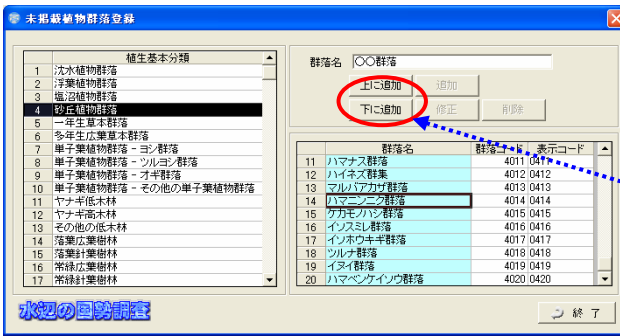 未掲載植物群落登録
植生基本分類
1 沈水植物群落
2 浮葉植物群落
3 塩沼植物群落
4 砂丘植物群落
5 一年生草本群落
6 多年生広葉草本群落
7 単子葉植物群落 - ヨシ群落
8 単子葉植物群落 - ツルヨシ群落
9 単子葉植物群落 - オギ群落
10 単子葉植物群落 - その他の単子葉植物群落
11 ヤナギ低木林
12 ヤナギ高木林
13 その他の低木林
14 落葉広葉樹林
15 落葉針葉樹林
16 常緑広葉樹林
17 常緑針葉樹林
群落名 〇〇群落
上に追加 追加
下に追加 修正 削除
群落名 群落コード 表示コード
11 ハマナス群落 4011 0411
12 ハイネズ群集 4012 0412
13 マルバアカザ群落 4013 0413
14 ハマニンニク群落 4014 0414
15 ケカモノハシ群落 4015 0415
16 イソスミレ群落 4016 0416
17 イソホウキギ群落 4017 0417
18 ツルナ群落 4018 0418
19 イヌイ群落 4019 0419
20 ハマベンケイソウ群落 4020 0420
水辺の国勢調査
終 了